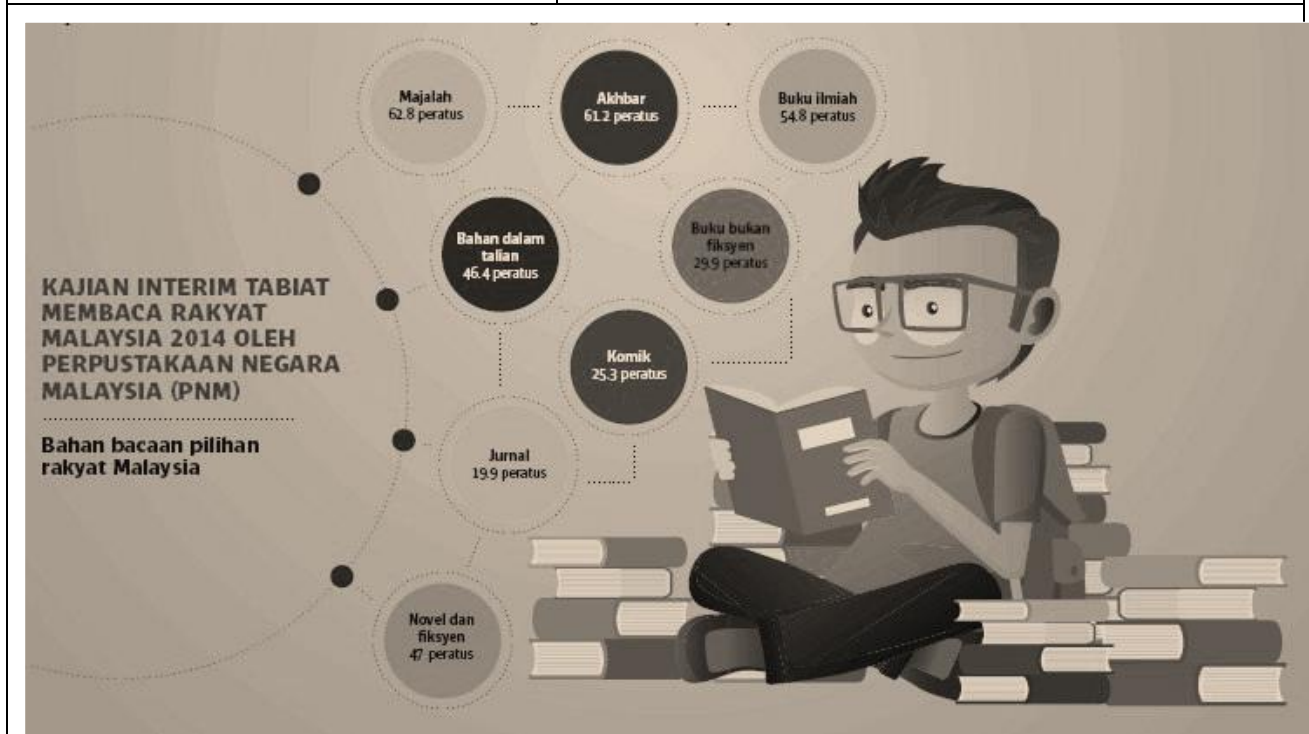 Majalah
62.8 peratus
Akhbar
61.2 peratus
Buku ilmiah
54.8 peratus
Bahan dalam
talian
46.4 peratus
Buku bukan
fiksyen
29.9 peratus
KAJIAN INTERIM TABIAT
MEMBACA RAKYAT
MALAYSIA 2014 OLEH
PERPUSTAKAAN NEGARA
MALAYSIA (PNM)
Bahan bacaan pilihan
rakyat Malaysia
Komik
25.3 peratus
Jurnal
19.9 peratus
Novel dan
fiksyen
47 peratus